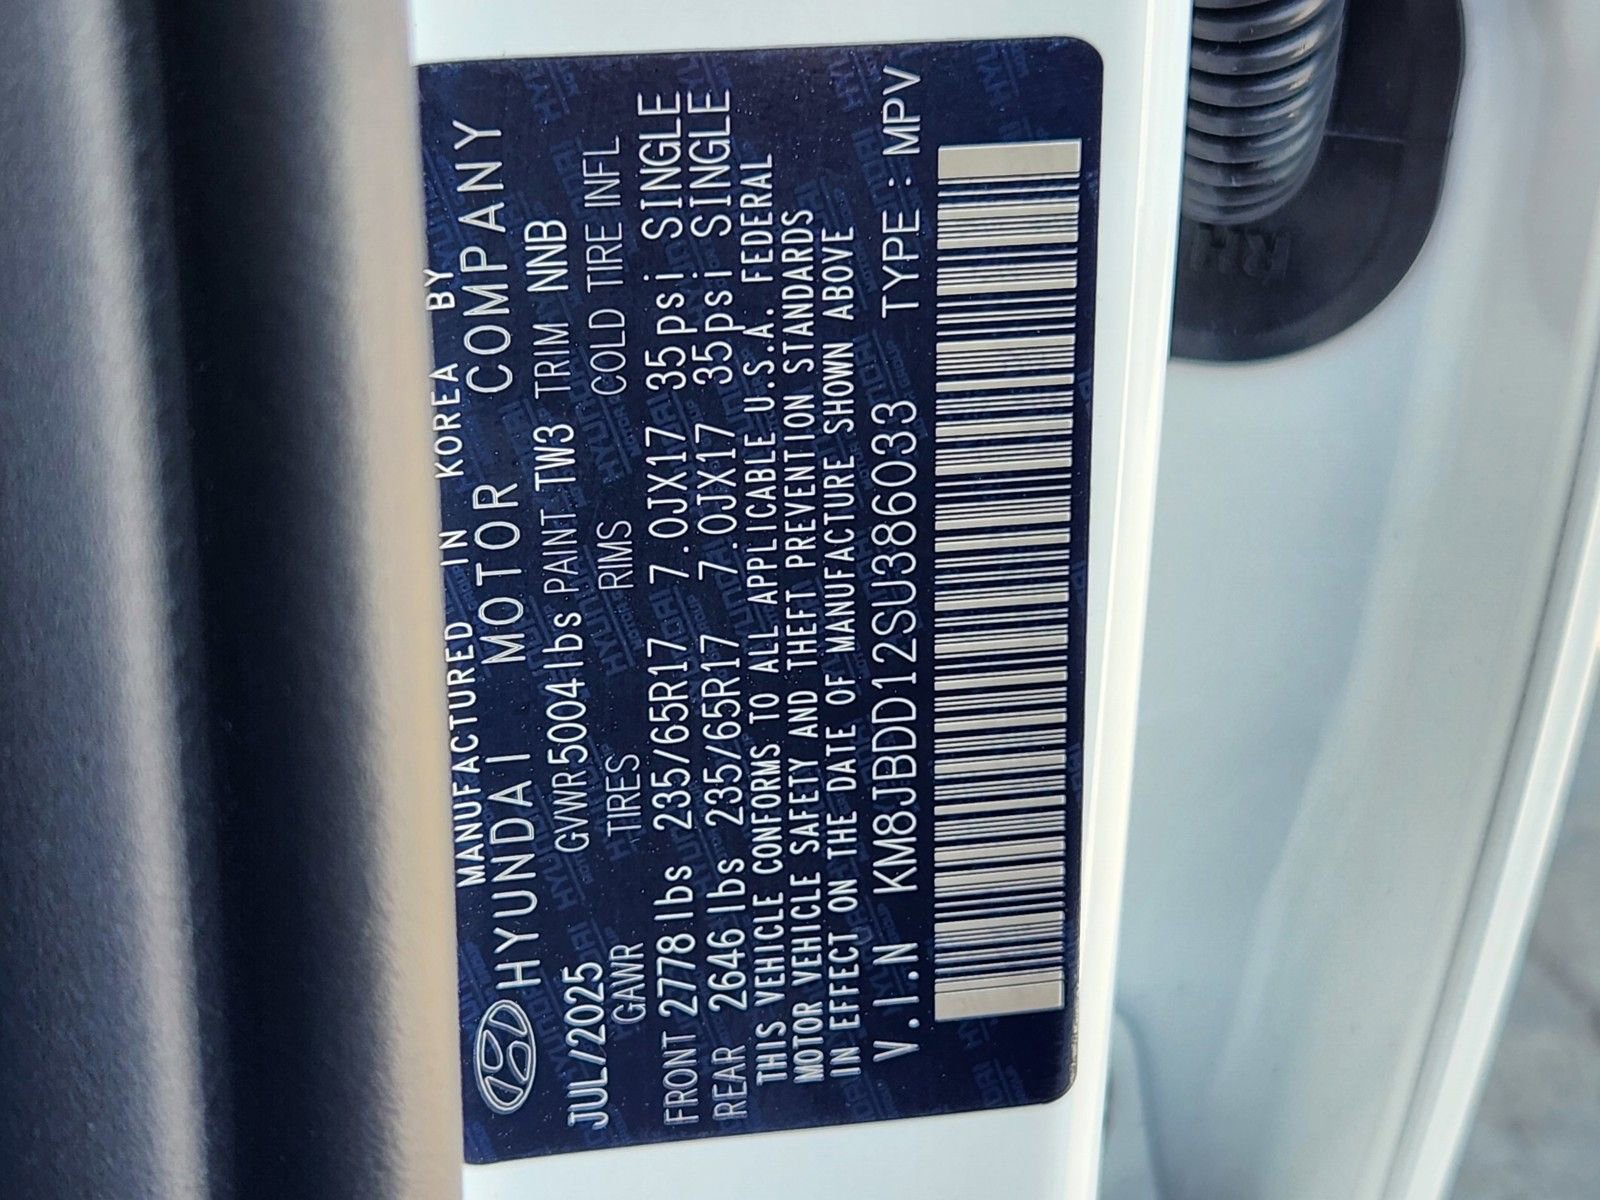 MANUFACTURED IN KOREA BY
HYUNDAI MOTOR COMPANY
JUL/2025 GVWR 5004lbs PAINT TW3 TRIM NNB
GAWR TIRES RIMS COLD TIRE INFL
FRONT 2778 lbs 235/65R17 7.0JX17 35psi SINGLE
REAR 2646 lbs 235/65R17 7.0JX17 35psi SINGLE
THIS VEHICLE CONFORMS TO ALL APPLICABLE U.S.A. FEDERAL
MOTOR VEHICLE SAFETY AND THEFT PREVENTION STANDARDS
IN EFFECT ON THE DATE OF MANUFACTURE SHOWN ABOVE
V.I.N KM8JBDD12SU386033 TYPE: MPV
RH